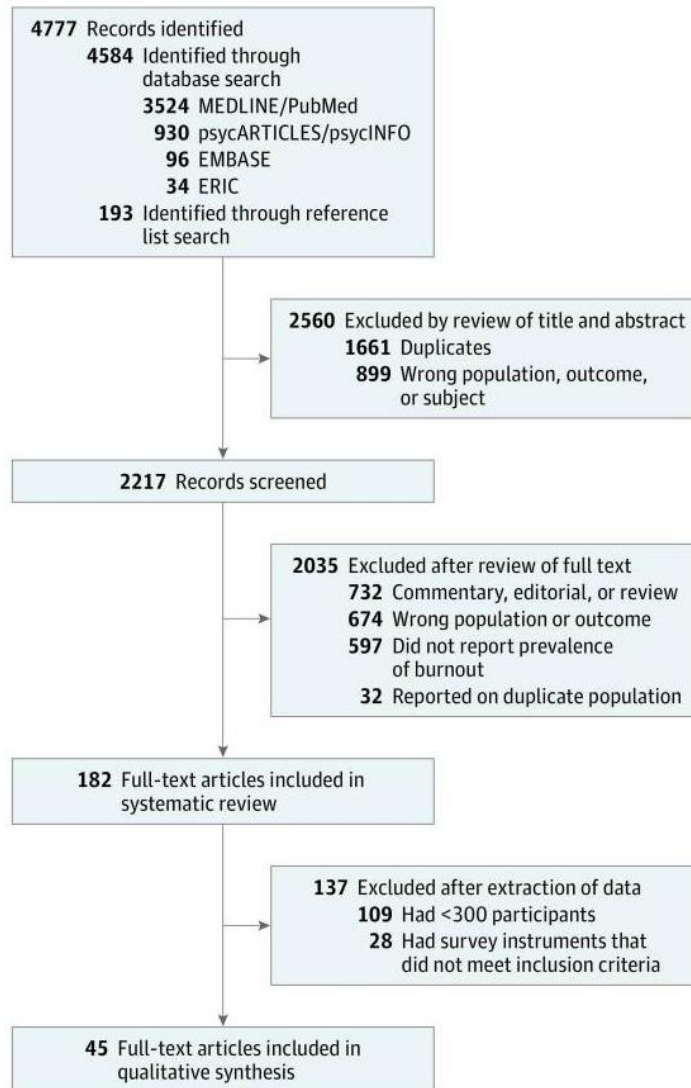 4777 Records identified
4584 Identified through
database search
3524 MEDLINE/PubMed
930 psycARTICLES/psycINFO
96 EMBASE
34 ERIC
193 Identified through reference
list search
2560 Excluded by review of title and abstract
1661 Duplicates
899 Wrong population, outcome,
or subject
2217 Records screened
2035 Excluded after review of full text
732 Commentary, editorial, or review
674 Wrong population or outcome
597 Did not report prevalence
of burnout
32 Reported on duplicate population
182 Full-text articles included in
systematic review
137 Excluded after extraction of data
109 Had <300 participants
28 Had survey instruments that
did not meet inclusion criteria
45 Full-text articles included in
qualitative synthesis